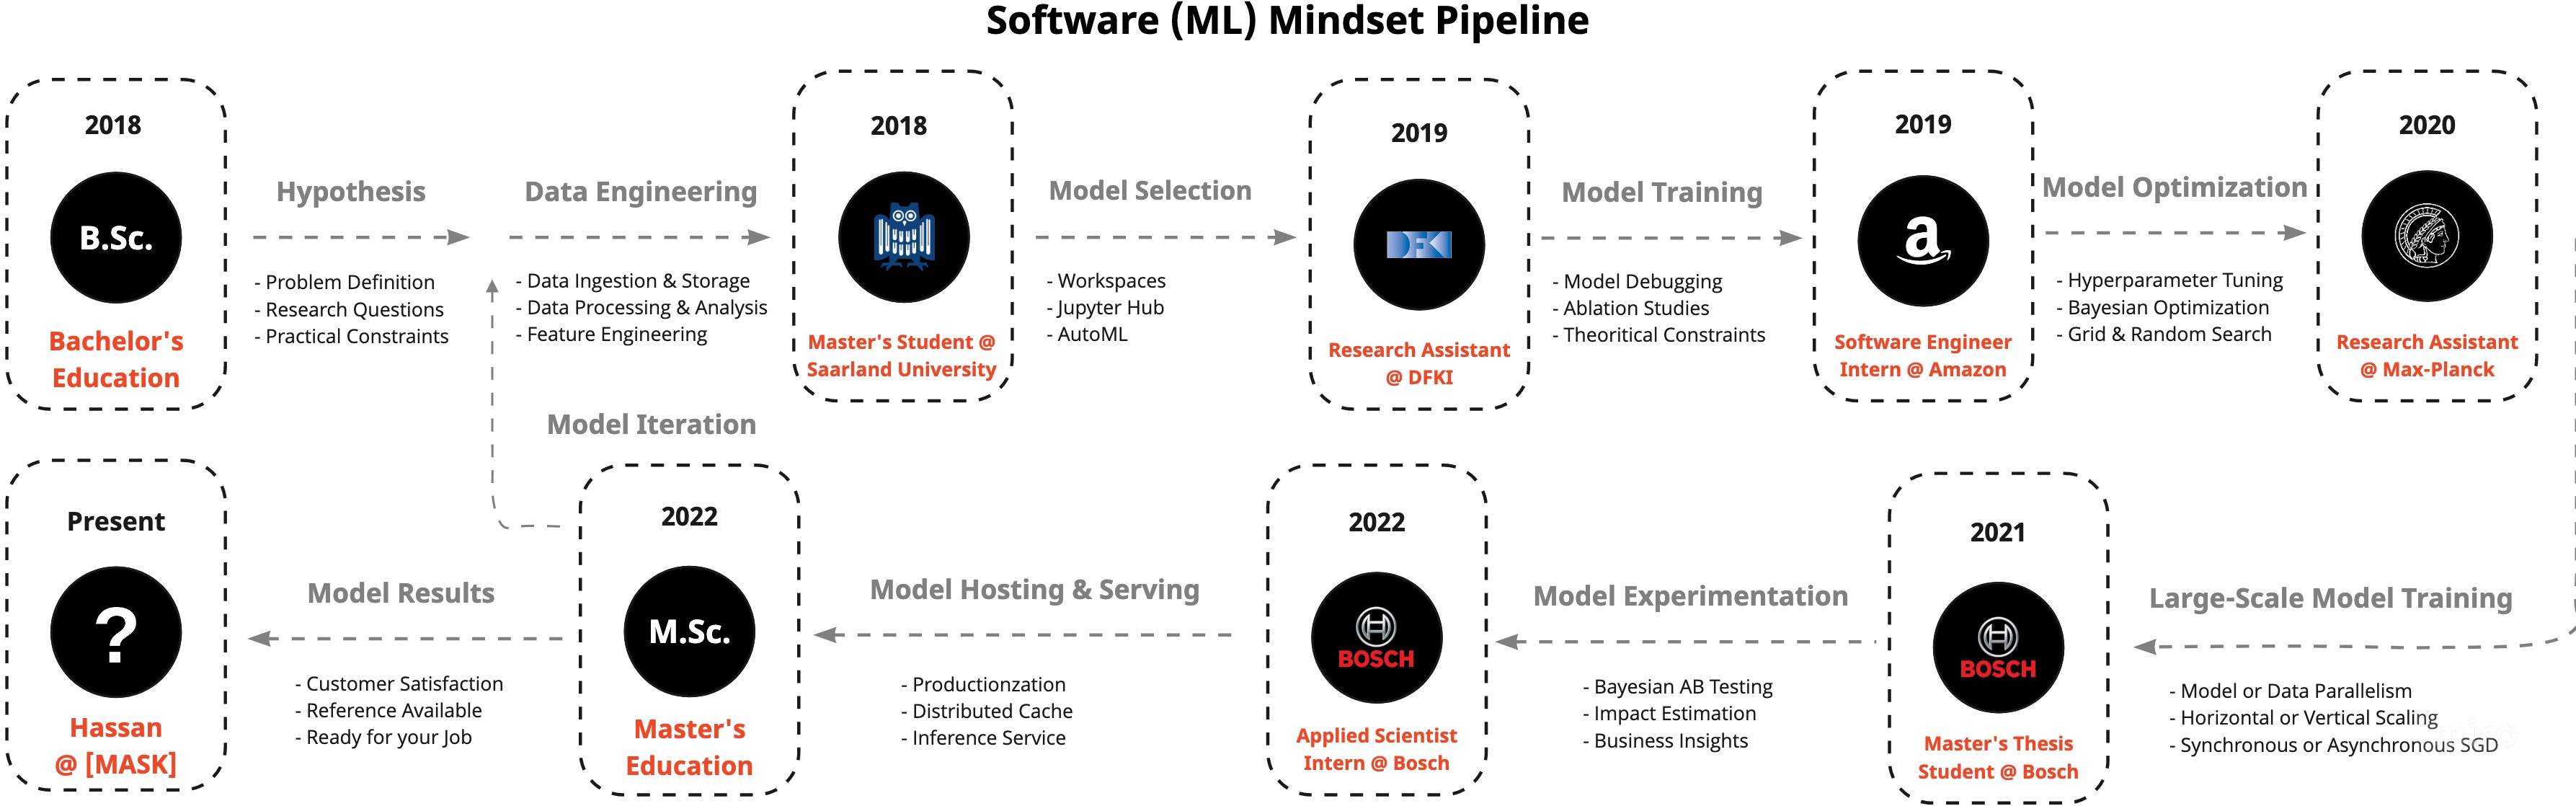 Software (ML) Mindset Pipeline
2018
B.Sc.
Bachelor's
Education
Hypothesis
- Problem Definition
- Research Questions
- Practical Constraints
Data Engineering
- Data Ingestion & Storage
- Data Processing & Analysis
- Feature Engineering
2018
Master's Student @
Saarland University
Model Selection
- Workspaces
- Jupyter Hub
- AutoML
2019
DFK
Research Assistant
@ DFKI
Model Training
- Model Debugging
- Ablation Studies
- Theoritical Constraints
2019
a
Software Engineer
Intern @ Amazon
Model Optimization
- Hyperparameter Tuning
- Bayesian Optimization
- Grid & Random Search
2020
Research Assistant
@ Max-Planck
Large-Scale Model Training
- Model or Data Parallelism
- Horizontal or Vertical Scaling
- Synchronous or Asynchronous SGD
2021
BOSCH
Master's Thesis
Student @ Bosch
Model Experimentation
- Bayesian AB Testing
- Impact Estimation
- Business Insights
2022
BOSCH
Applied Scientist
Intern @ Bosch
Model Hosting & Serving
- Productionzation
- Distributed Cache
- Inference Service
2022
M.Sc.
Master's
Education
Model Iteration
Model Results
- Customer Satisfaction
- Reference Available
- Ready for your Job
Present
?
Hassan
@ [MASK]